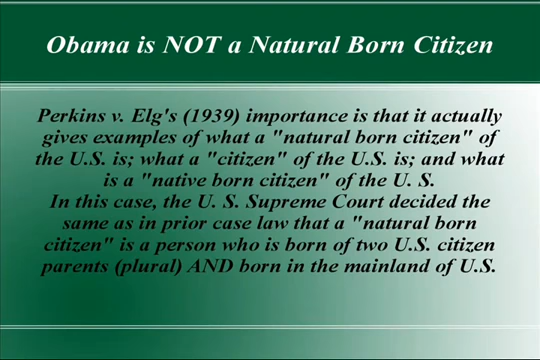 Obama is NOT a Natural Born Citizen
Perkins v. Elg's (1939) importance is that it actually
gives examples of what a "natural born citizen" of
the U.S. is; what a "citizen" of the U.S. is; and what
is a "native born citizen" of the U. S.
In this case, the U. S. Supreme Court decided the
same as in prior case law that a "natural born
citizen" is a person who is born of two U.S. citizen
parents (plural) AND born in the mainland of U.S.